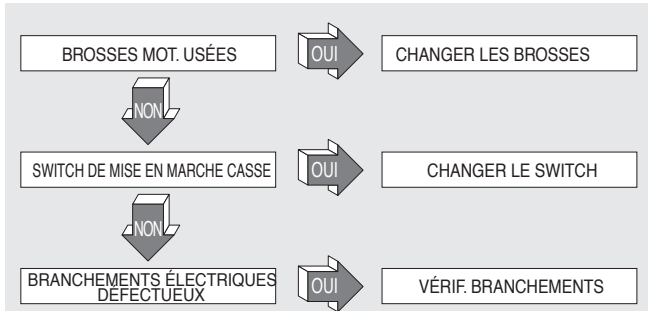 BROSSES MOT. USÉES
OUI
CHANGER LES BROSSES
NON
SWITCH DE MISE EN MARCHE CASSE
OUI
CHANGER LE SWITCH
NON
BRANCHEMENTS ÉLECTRIQUES
DÉFECTUEUX
OUI
VÉRIF. BRANCHEMENTS